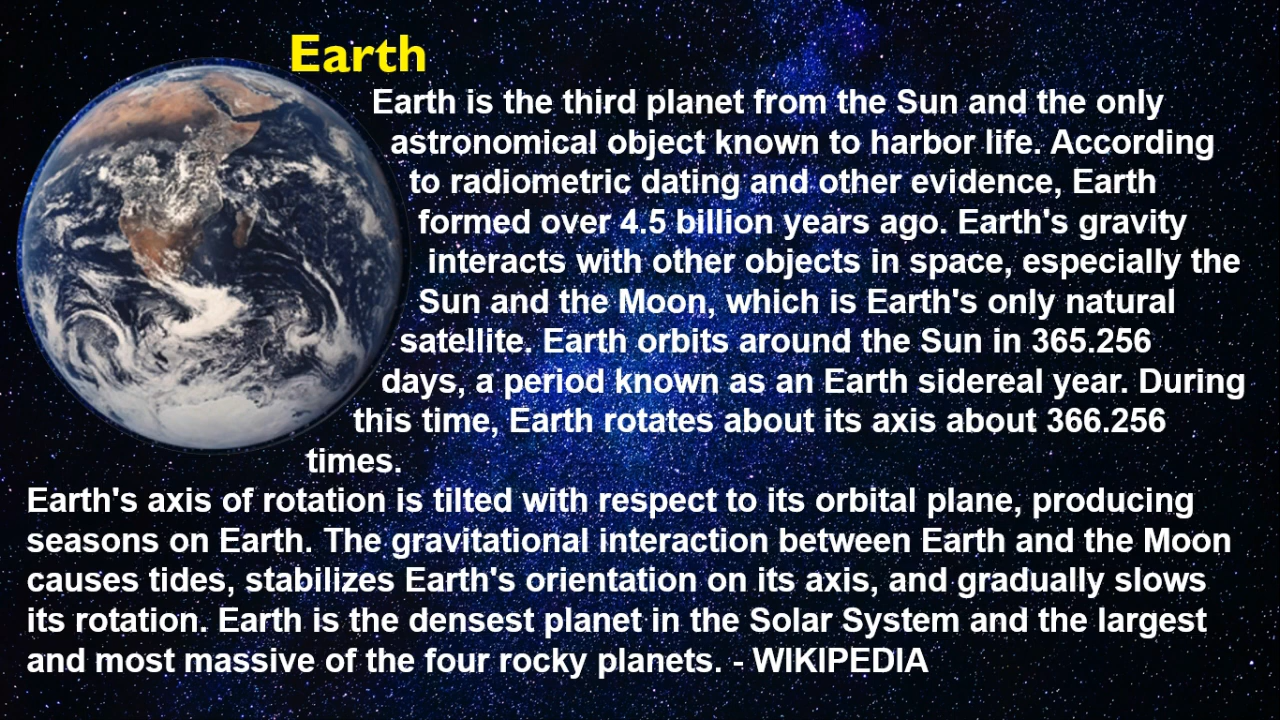 Earth
Earth is the third planet from the Sun and the only
astronomical object known to harbor life. According
to radiometric dating and other evidence, Earth
formed over 4.5 billion years ago. Earth's gravity
interacts with other objects in space, especially the
Sun and the Moon, which is Earth's only natural
satellite. Earth orbits around the Sun in 365.256
days, a period known as an Earth sidereal year. During
this time, Earth rotates about its axis about 366.256
times.
Earth's axis of rotation is tilted with respect to its orbital plane, producing
seasons on Earth. The gravitational interaction between Earth and the Moon
causes tides, stabilizes Earth's orientation on its axis, and gradually slows
its rotation. Earth is the densest planet in the Solar System and the largest
and most massive of the four rocky planets. - WIKIPEDIA